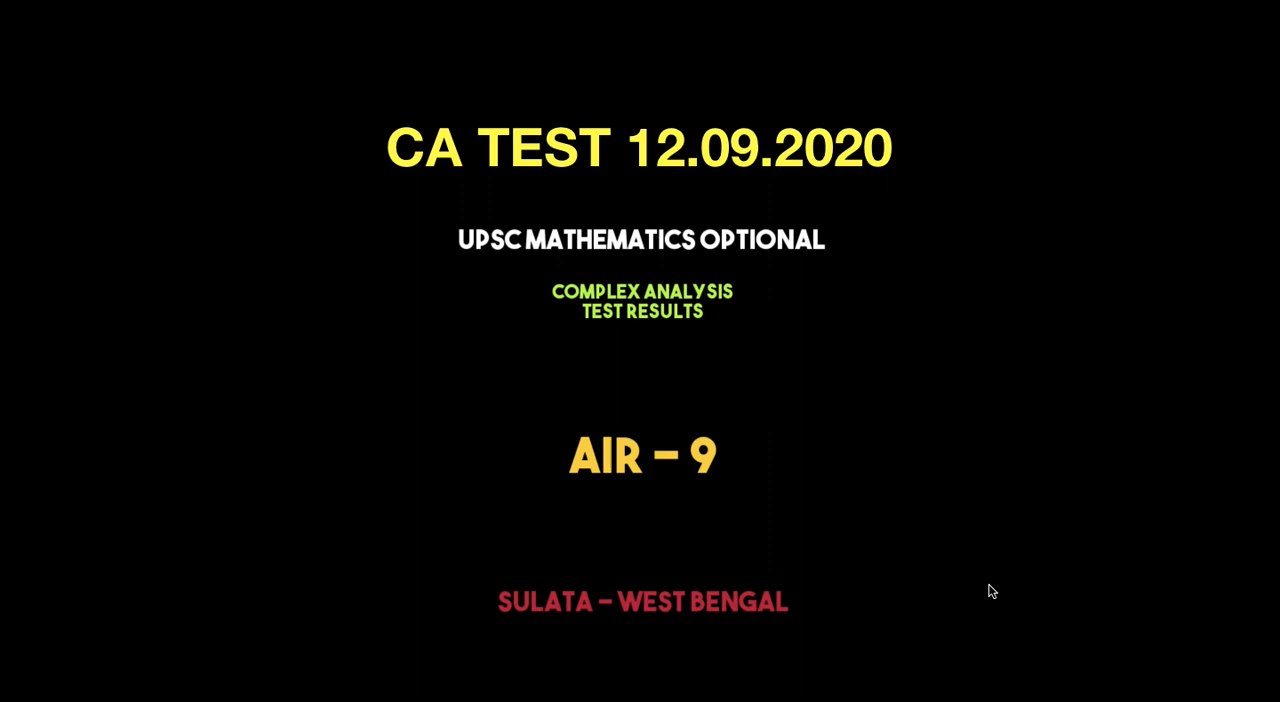 CA TEST 12.09.2020
UPSC MATHEMATICS OPTIONAL
COMPLEX ANALYSIS
TEST RESULTS
AIR - 9
SULATA - WEST BENGAL